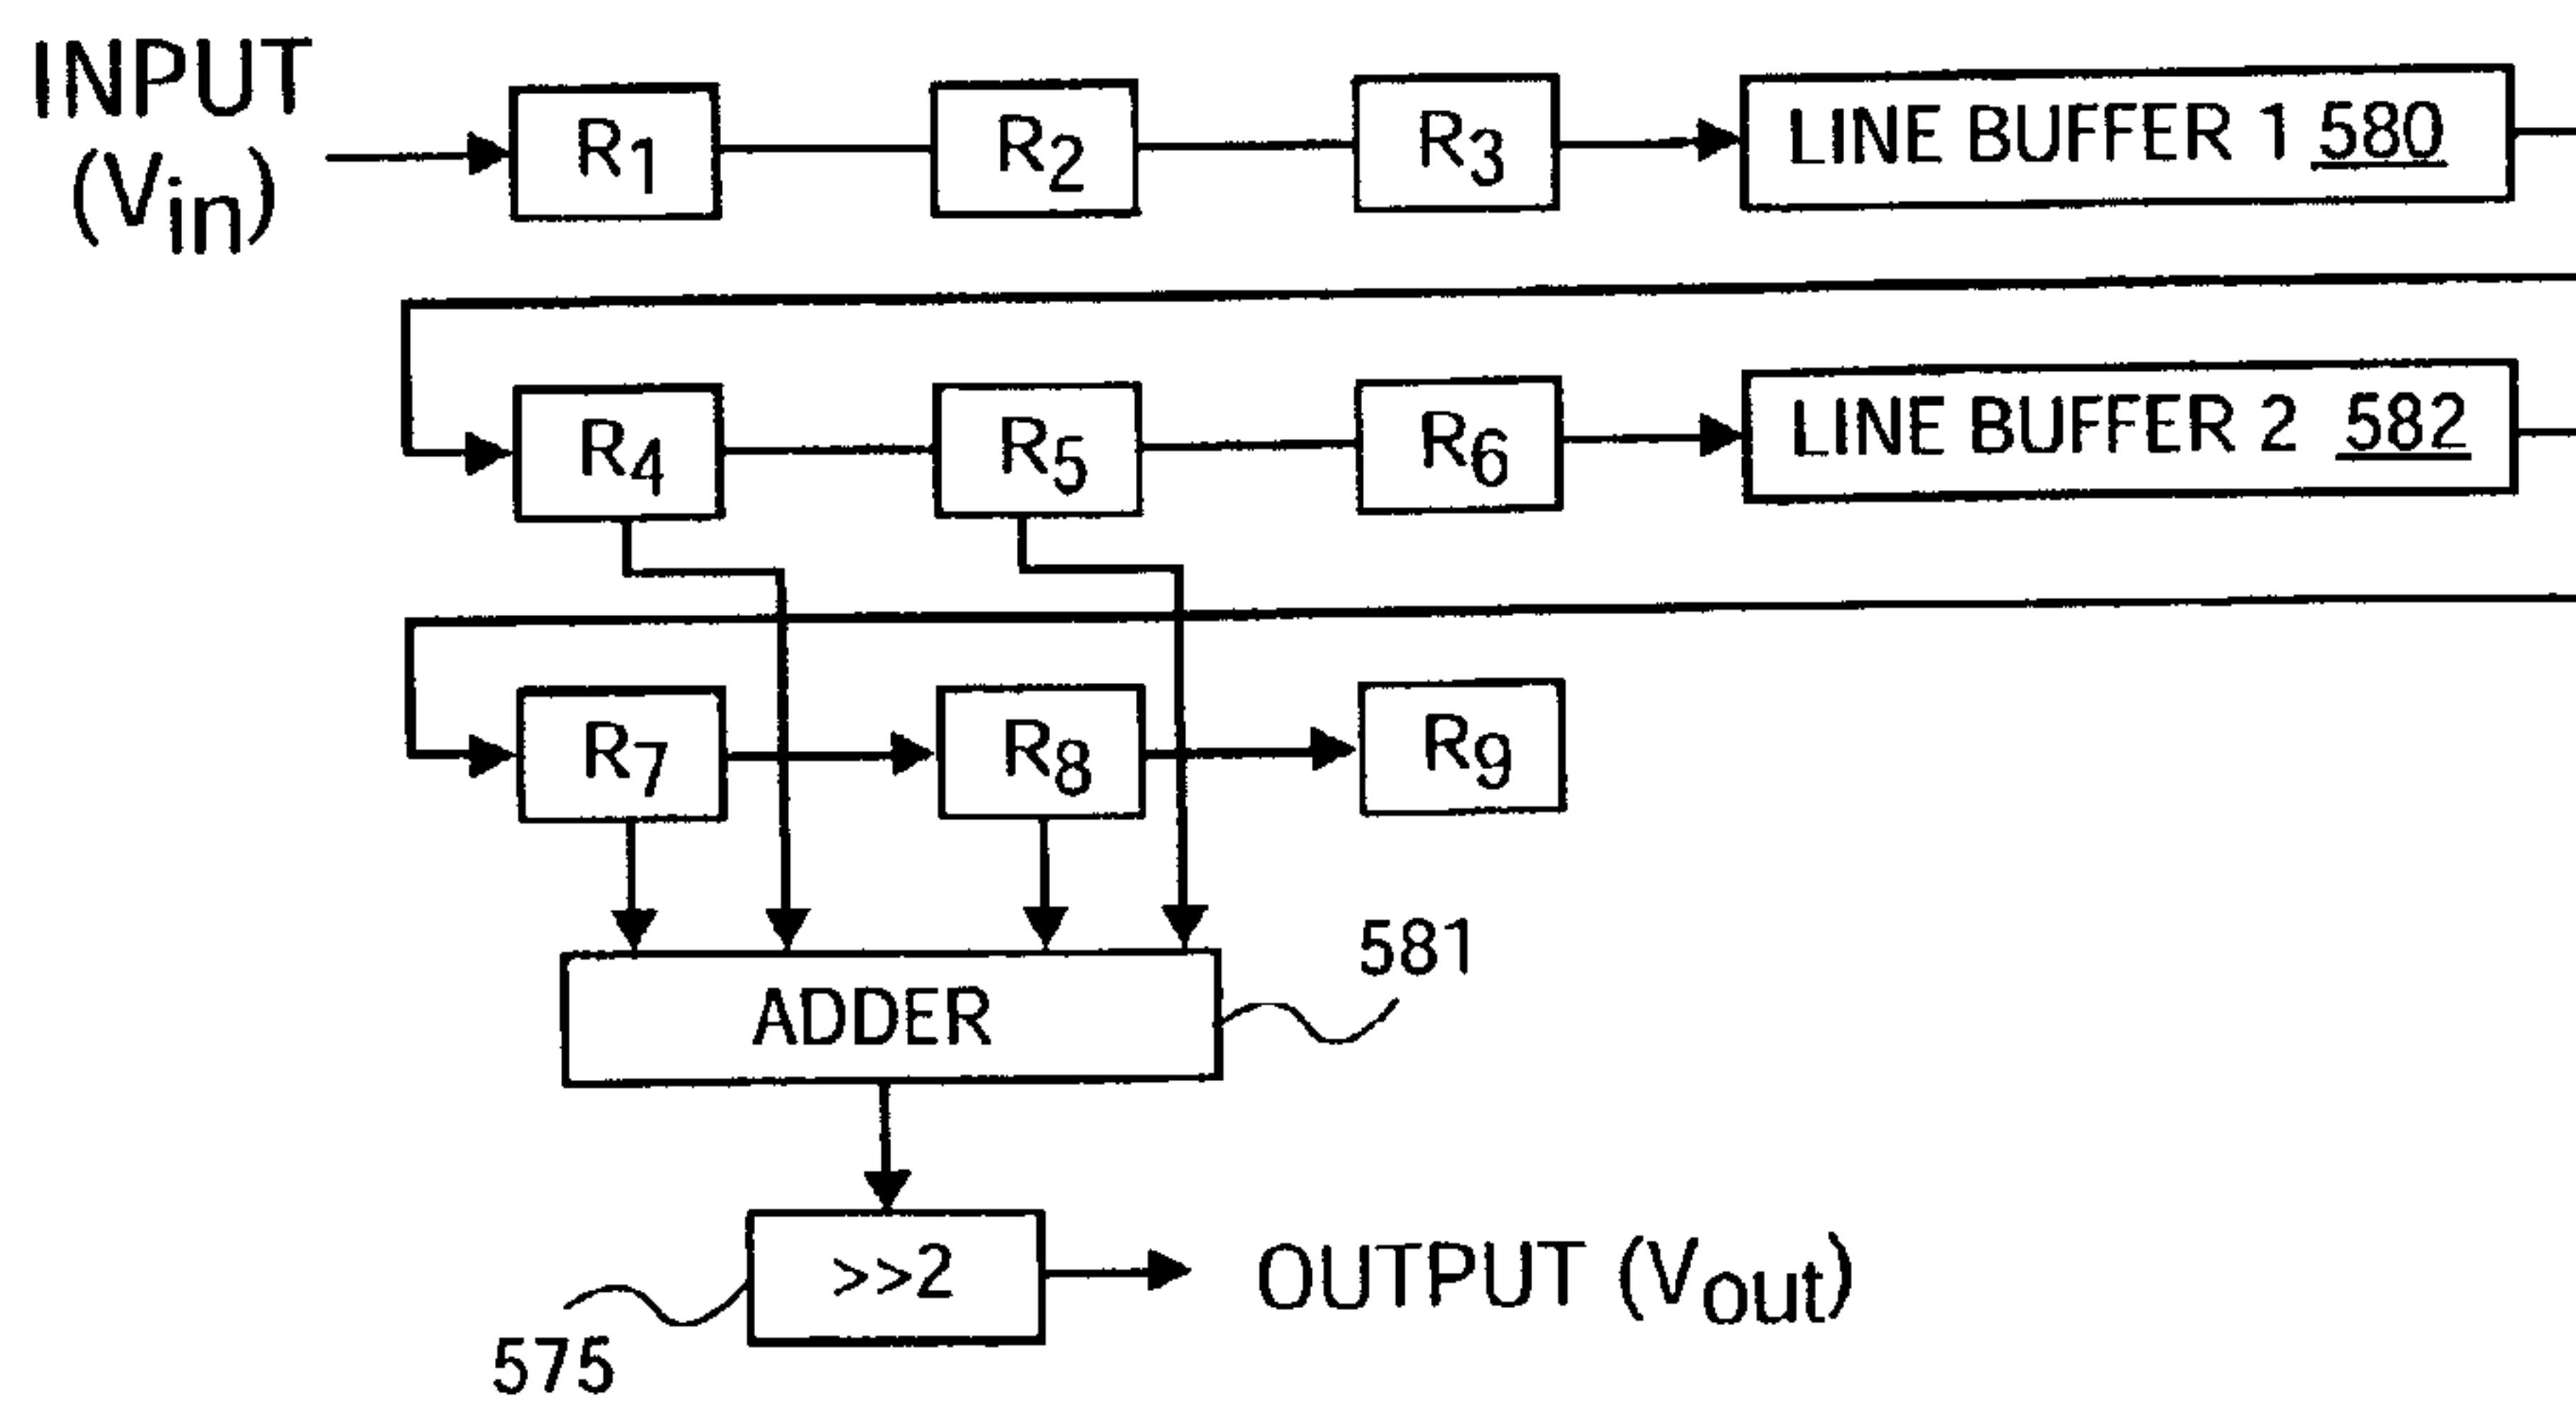 INPUT
(Vin)
R1
R2
R3
LINE BUFFER 1 580
R4
R5
R6
LINE BUFFER 2 582
R7
R8
R9
581
ADDER
>>2
OUTPUT (Vout)
575